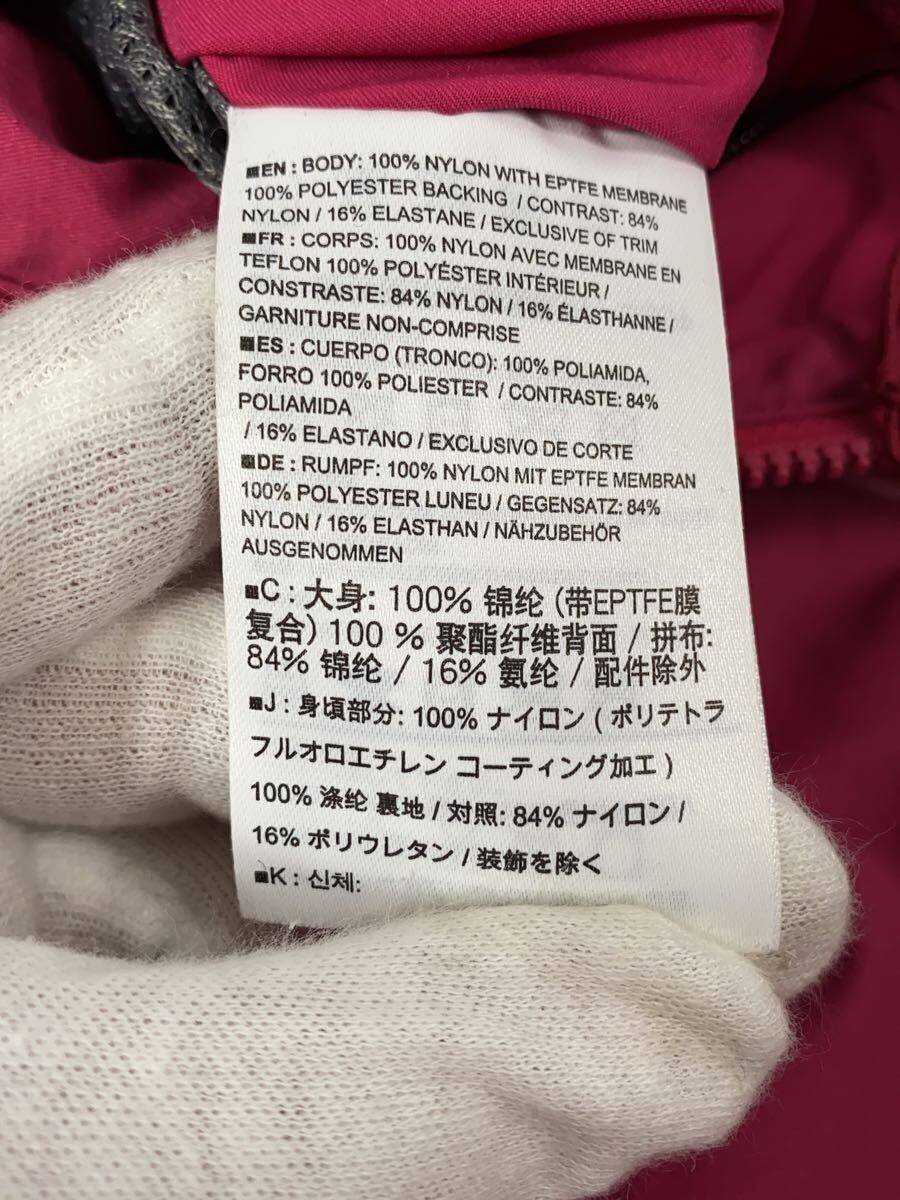 ■EN : BODY: 100% NYLON WITH EPTFE MEMBRANE
100% POLYESTER BACKING / CONTRAST: 84%
NYLON / 16% ELASTANE / EXCLUSIVE OF TRIM
■FR : CORPS: 100% NYLON AVEC MEMBRANE EN
TEFLON 100% POLYÉSTER INTÉRIEUR /
CONSTRASTE: 84% NYLON / 16% ÉLASTHANNE /
GARNITURE NON-COMPRISE
■ES : CUERPO (TRONCO): 100% POLIAMIDA,
FORRO 100% POLIESTER / CONTRASTE: 84%
POLIAMIDA
/ 16% ELASTANO / EXCLUSIVO DE CORTE
■DE : RUMPF: 100% NYLON MIT EPTFE MEMBRAN
100% POLYESTER LUNEU / GEGENSATZ: 84%
NYLON / 16% ELASTHAN / NÄHZUBEHÖR
AUSGENOMMEN
■C : 大身: 100% 锦纶 (带EPTFE膜
复合) 100 % 聚酯纤维背面 / 拼布:
84% 锦纶 / 16% 氨纶 / 配件除外
■J : 身頃部分: 100% ナイロン ( ポリテトラ
フルオロエチレン コーティング加工 )
100% 涤纶 裏地 / 対照: 84% ナイロン /
16% ポリウレタン / 装飾を除く
■K : 신체: